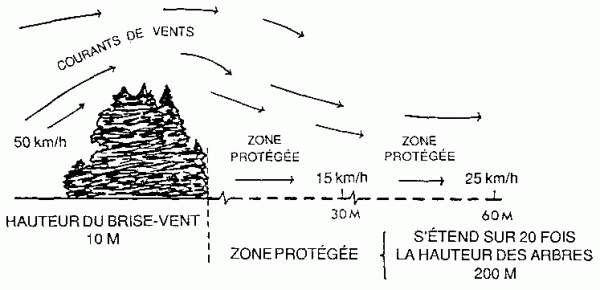 COURANTS DE VENTS
50 km/h
ZONE
PROTÉGÉE
ZONE
PROTÉGÉE
15 km/h
25 km/h
30 M
60 M
HAUTEUR DU BRISE-VENT
10 M
ZONE PROTÉGÉE
S'ÉTEND SUR 20 FOIS
LA HAUTEUR DES ARBRES
200 M